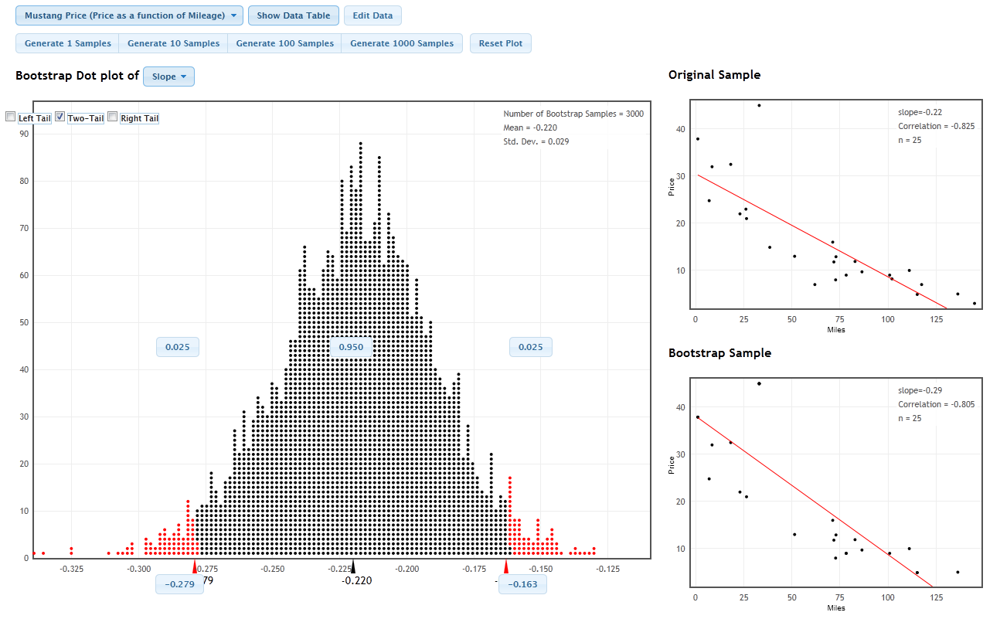 Mustang Price (Price as a function of Mileage) Show Data Table Edit Data
Generate 1 Samples Generate 10 Samples Generate 100 Samples Generate 1000 Samples Reset Plot
Bootstrap Dot plot of Slope
Left Tail Two-Tail Right Tail
Number of Bootstrap Samples = 3000
Mean = -0.220
Std. Dev. = 0.029
90
80
70
60
50
0.025 0.950 0.025
40
30
20
10
0
-0.325 -0.300 -0.275 -0.250 -0.225 -0.200 -0.175 -0.150 -0.125
-0.279 79 -0.220 -0.163
Original Sample
slope=-0.22
Correlation = -0.825
n = 25
40
30
20
10
Price
0 25 50 75 100 125
Miles
Bootstrap Sample
slope=-0.29
Correlation = -0.805
n = 25
40
30
20
10
Price
0 25 50 75 100 125
Miles